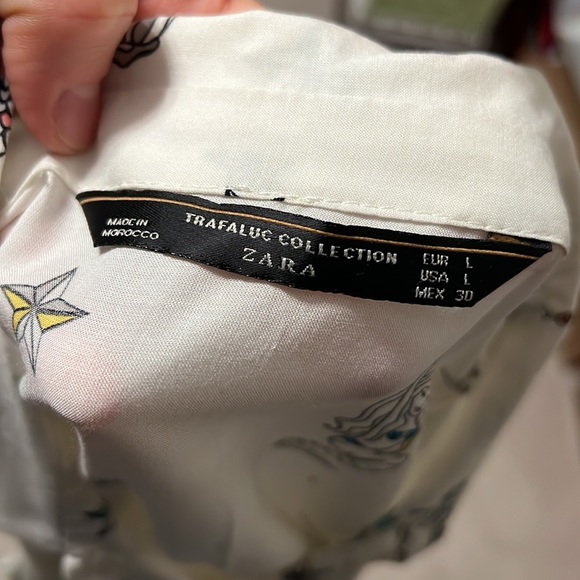 MADE IN
MOROCCO
TRAFALUC COLLECTION
ZARA
EUR L
USA L
MEX 30